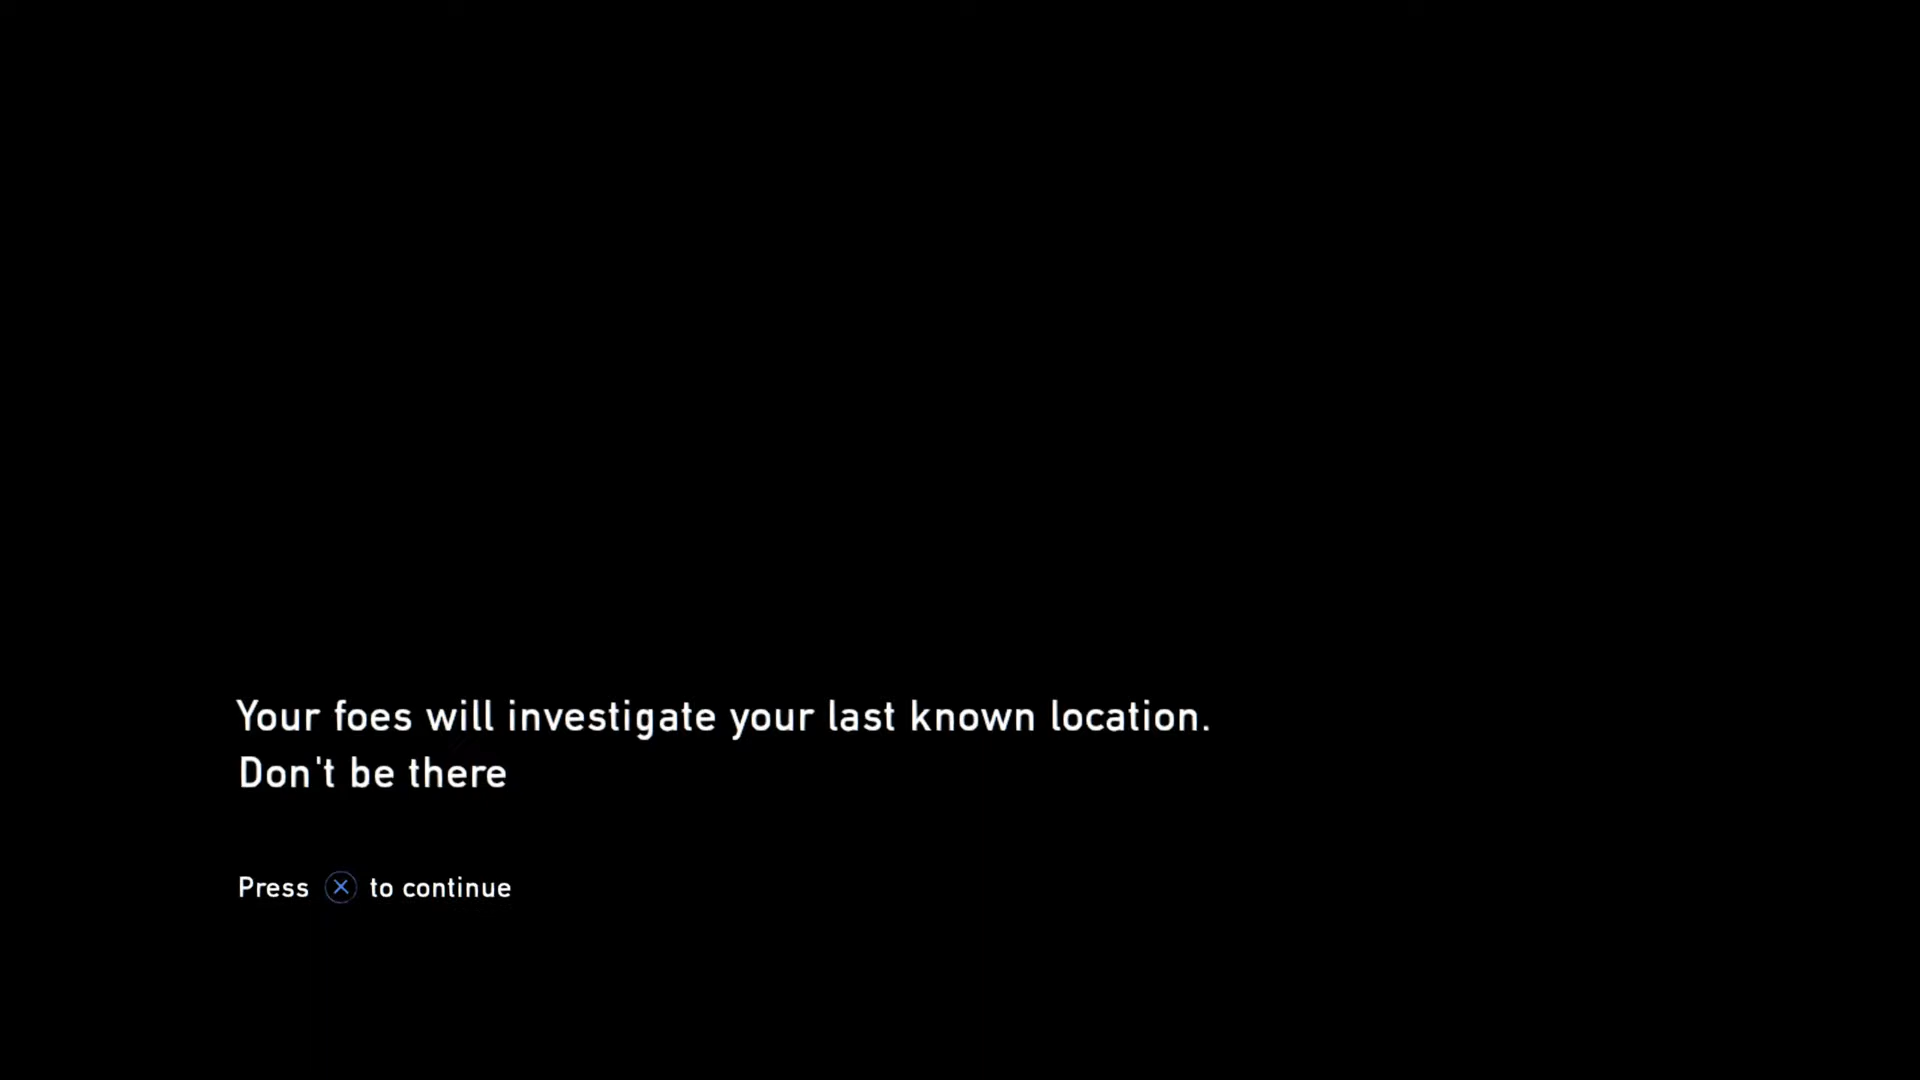 Your foes will investigate your last known location.
Don't be there
Press ⓧ to continue